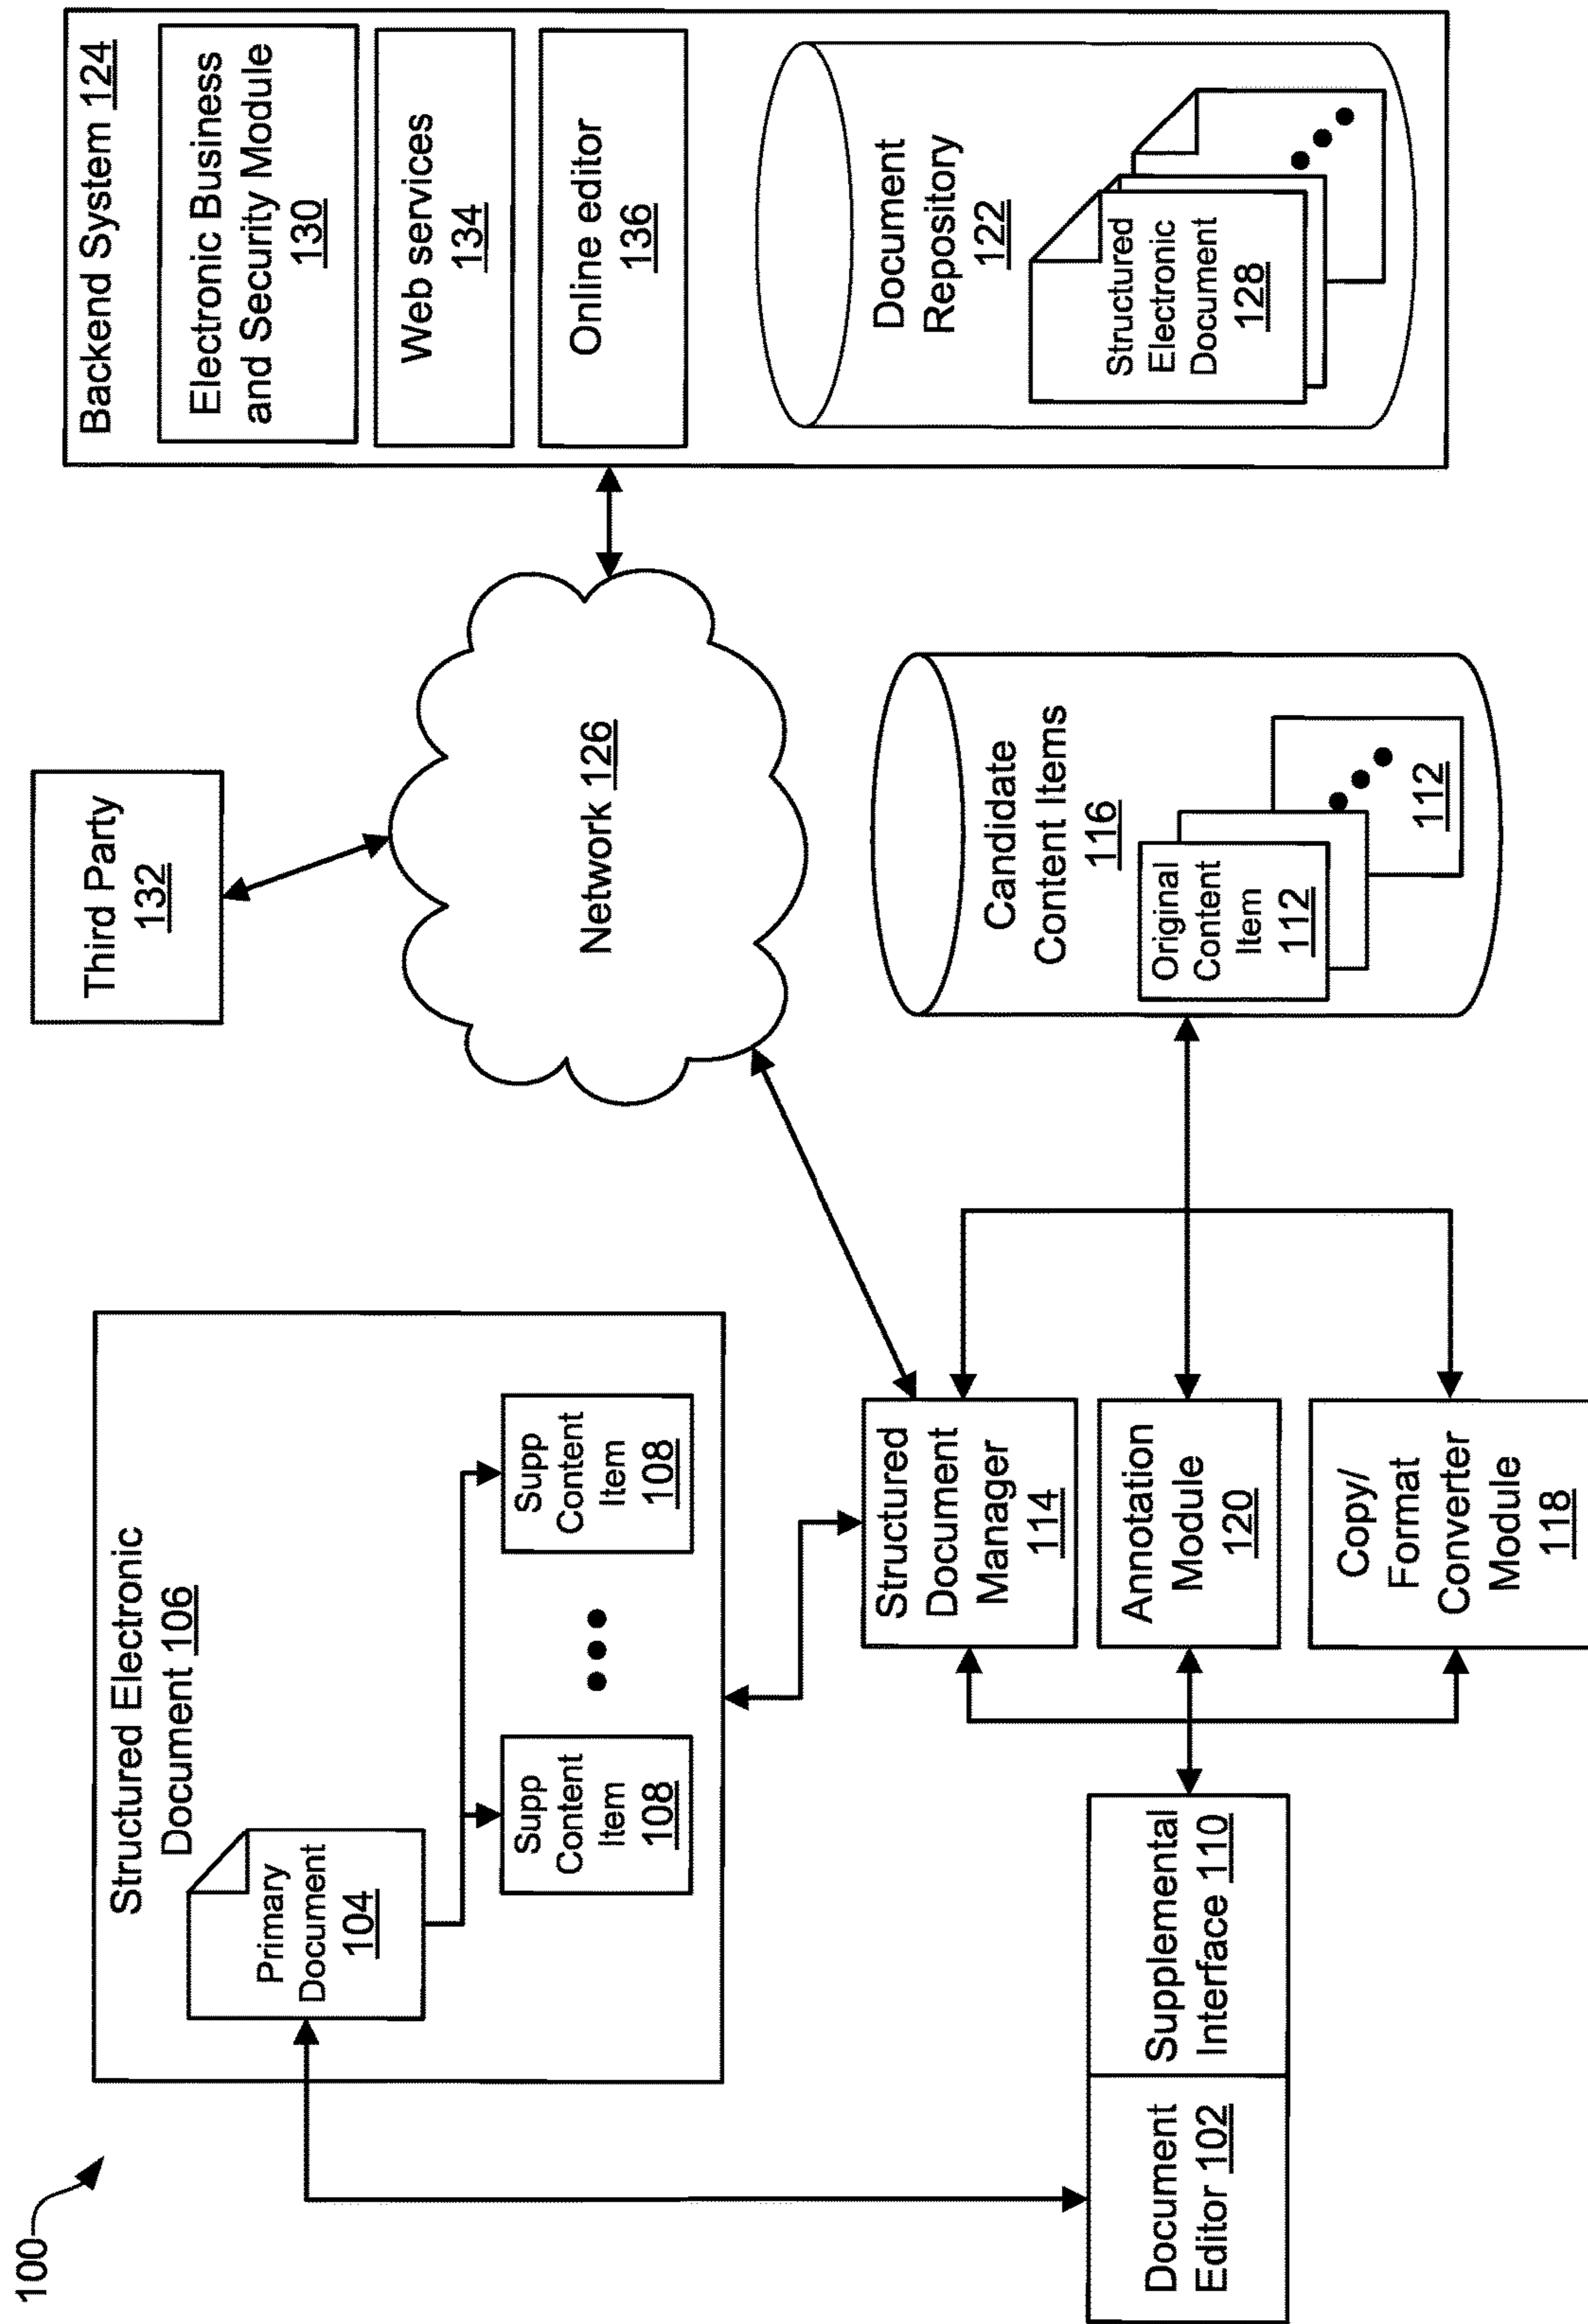 100
Structured Electronic
Document 106
Primary
Document
104
Supp
Content
Item
108
Supp
Content
Item
108
Document
Editor 102
Supplemental
Interface 110
Structured
Document
Manager
114
Annotation
Module
120
Copy/
Format
Converter
Module
118
Third Party
132
Network 126
Candidate
Content Items
116
Original
Content
Item
112
112
Backend System 124
Electronic Business
and Security Module
130
Web services
134
Online editor
136
Document
Repository
122
Structured
Electronic
Document
128